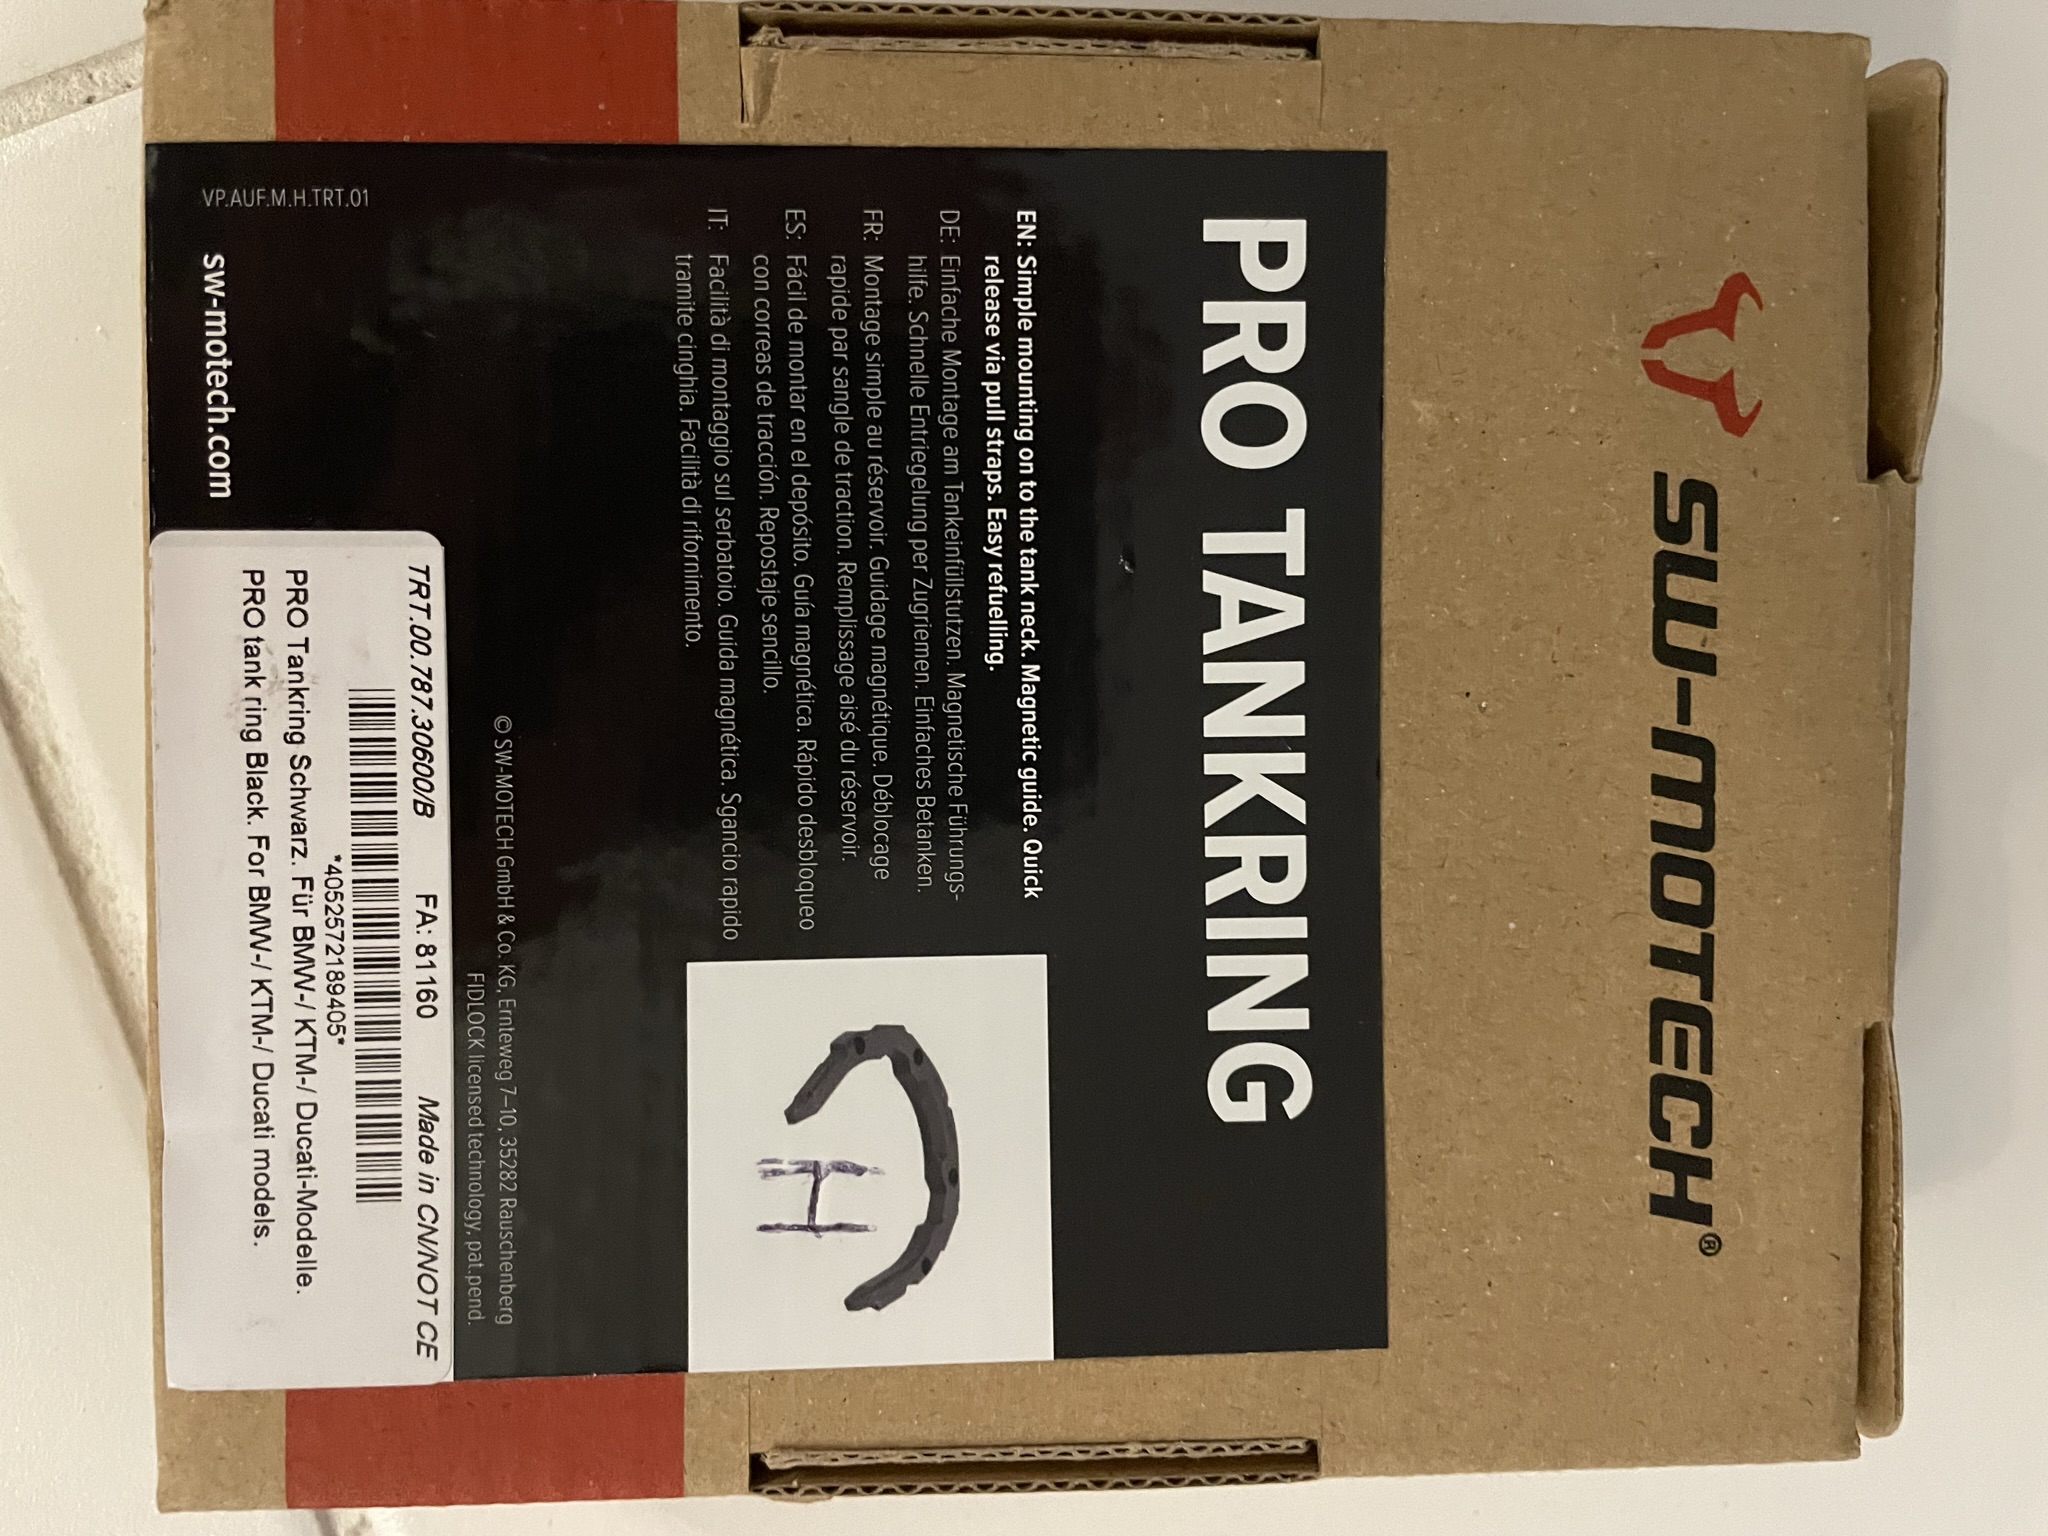 SW-MOTECH®
PRO TANKRING
EN: Simple mounting on to the tank neck. Magnetic guide. Quick
release via pull straps. Easy refuelling.
DE: Einfache Montage am Tankeinfüllstutzen. Magnetische Führungs-
hilfe. Schnelle Entriegelung per Zugriemen. Einfaches Betanken.
FR: Montage simple au réservoir. Guidage magnétique. Déblocage
rapide par sangle de traction. Remplissage aisé du réservoir.
ES: Fácil de montar en el depósito. Guía magnética. Rápido desbloqueo
con correas de tracción. Repostaje sencillo.
IT: Facilità di montaggio sul serbatoio. Guida magnética. Sgancio rapido
tramite cinghia. Facilità di rifornimento.
H
© SW-MOTECH GmbH & Co. KG, Ernteweg 7–10, 35282 Rauschenberg
FIDLOCK licensed technology, pat.pend.
TRT.00.787.30600/B FA: 81160 Made in CN/NOT CE
*4052572189405*
PRO Tankring Schwarz. Für BMW-/ KTM-/ Ducati-Modelle.
PRO tank ring Black. For BMW-/ KTM-/ Ducati models.
VP.AUF.M.H.TRT.01
sw-motech.com